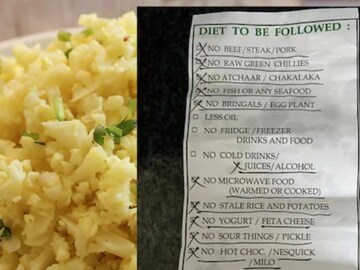 DIET TO BE FOLLOWED :
NO BEEF/STEAK/PORK
NO RAW GREEN CHILLIES
NO ATCHAAR / CHAKALAKA
NO FISH OR ANY SEAFOOD
NO BRINGALS / EGG PLANT
LESS OIL
NO FRIDGE/FREEZER
DRINKS AND FOOD
NO COLD DRINKS/
JUICES/ALCOHOL
NO MICROWAVE FOOD
(WARMED OR COOKED)
NO STALE RICE AND POTATOES
NO YOGURT / FETA CHEESE
NO SOUR THINGS / PICKLE
NO HOT CHOC. /NESQUICK
/ MILO